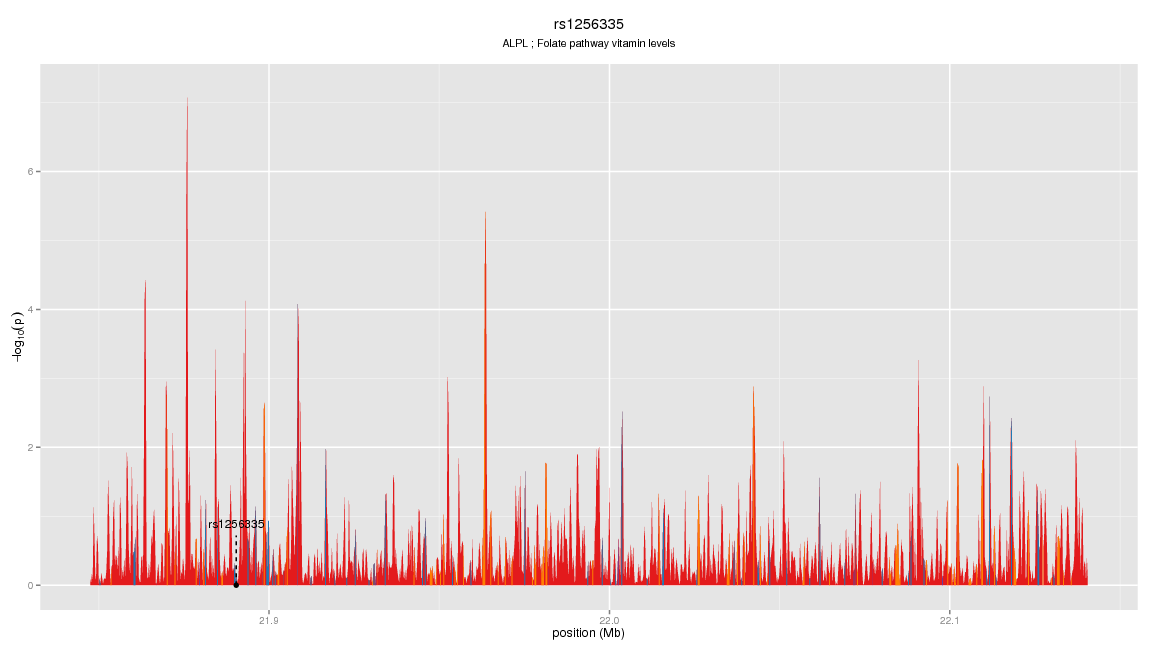 rs1256335
ALPL ; Folate pathway vitamin levels
6
4
2
0
−log10(p)
rs1256335
21.9
22.0
22.1
position (Mb)